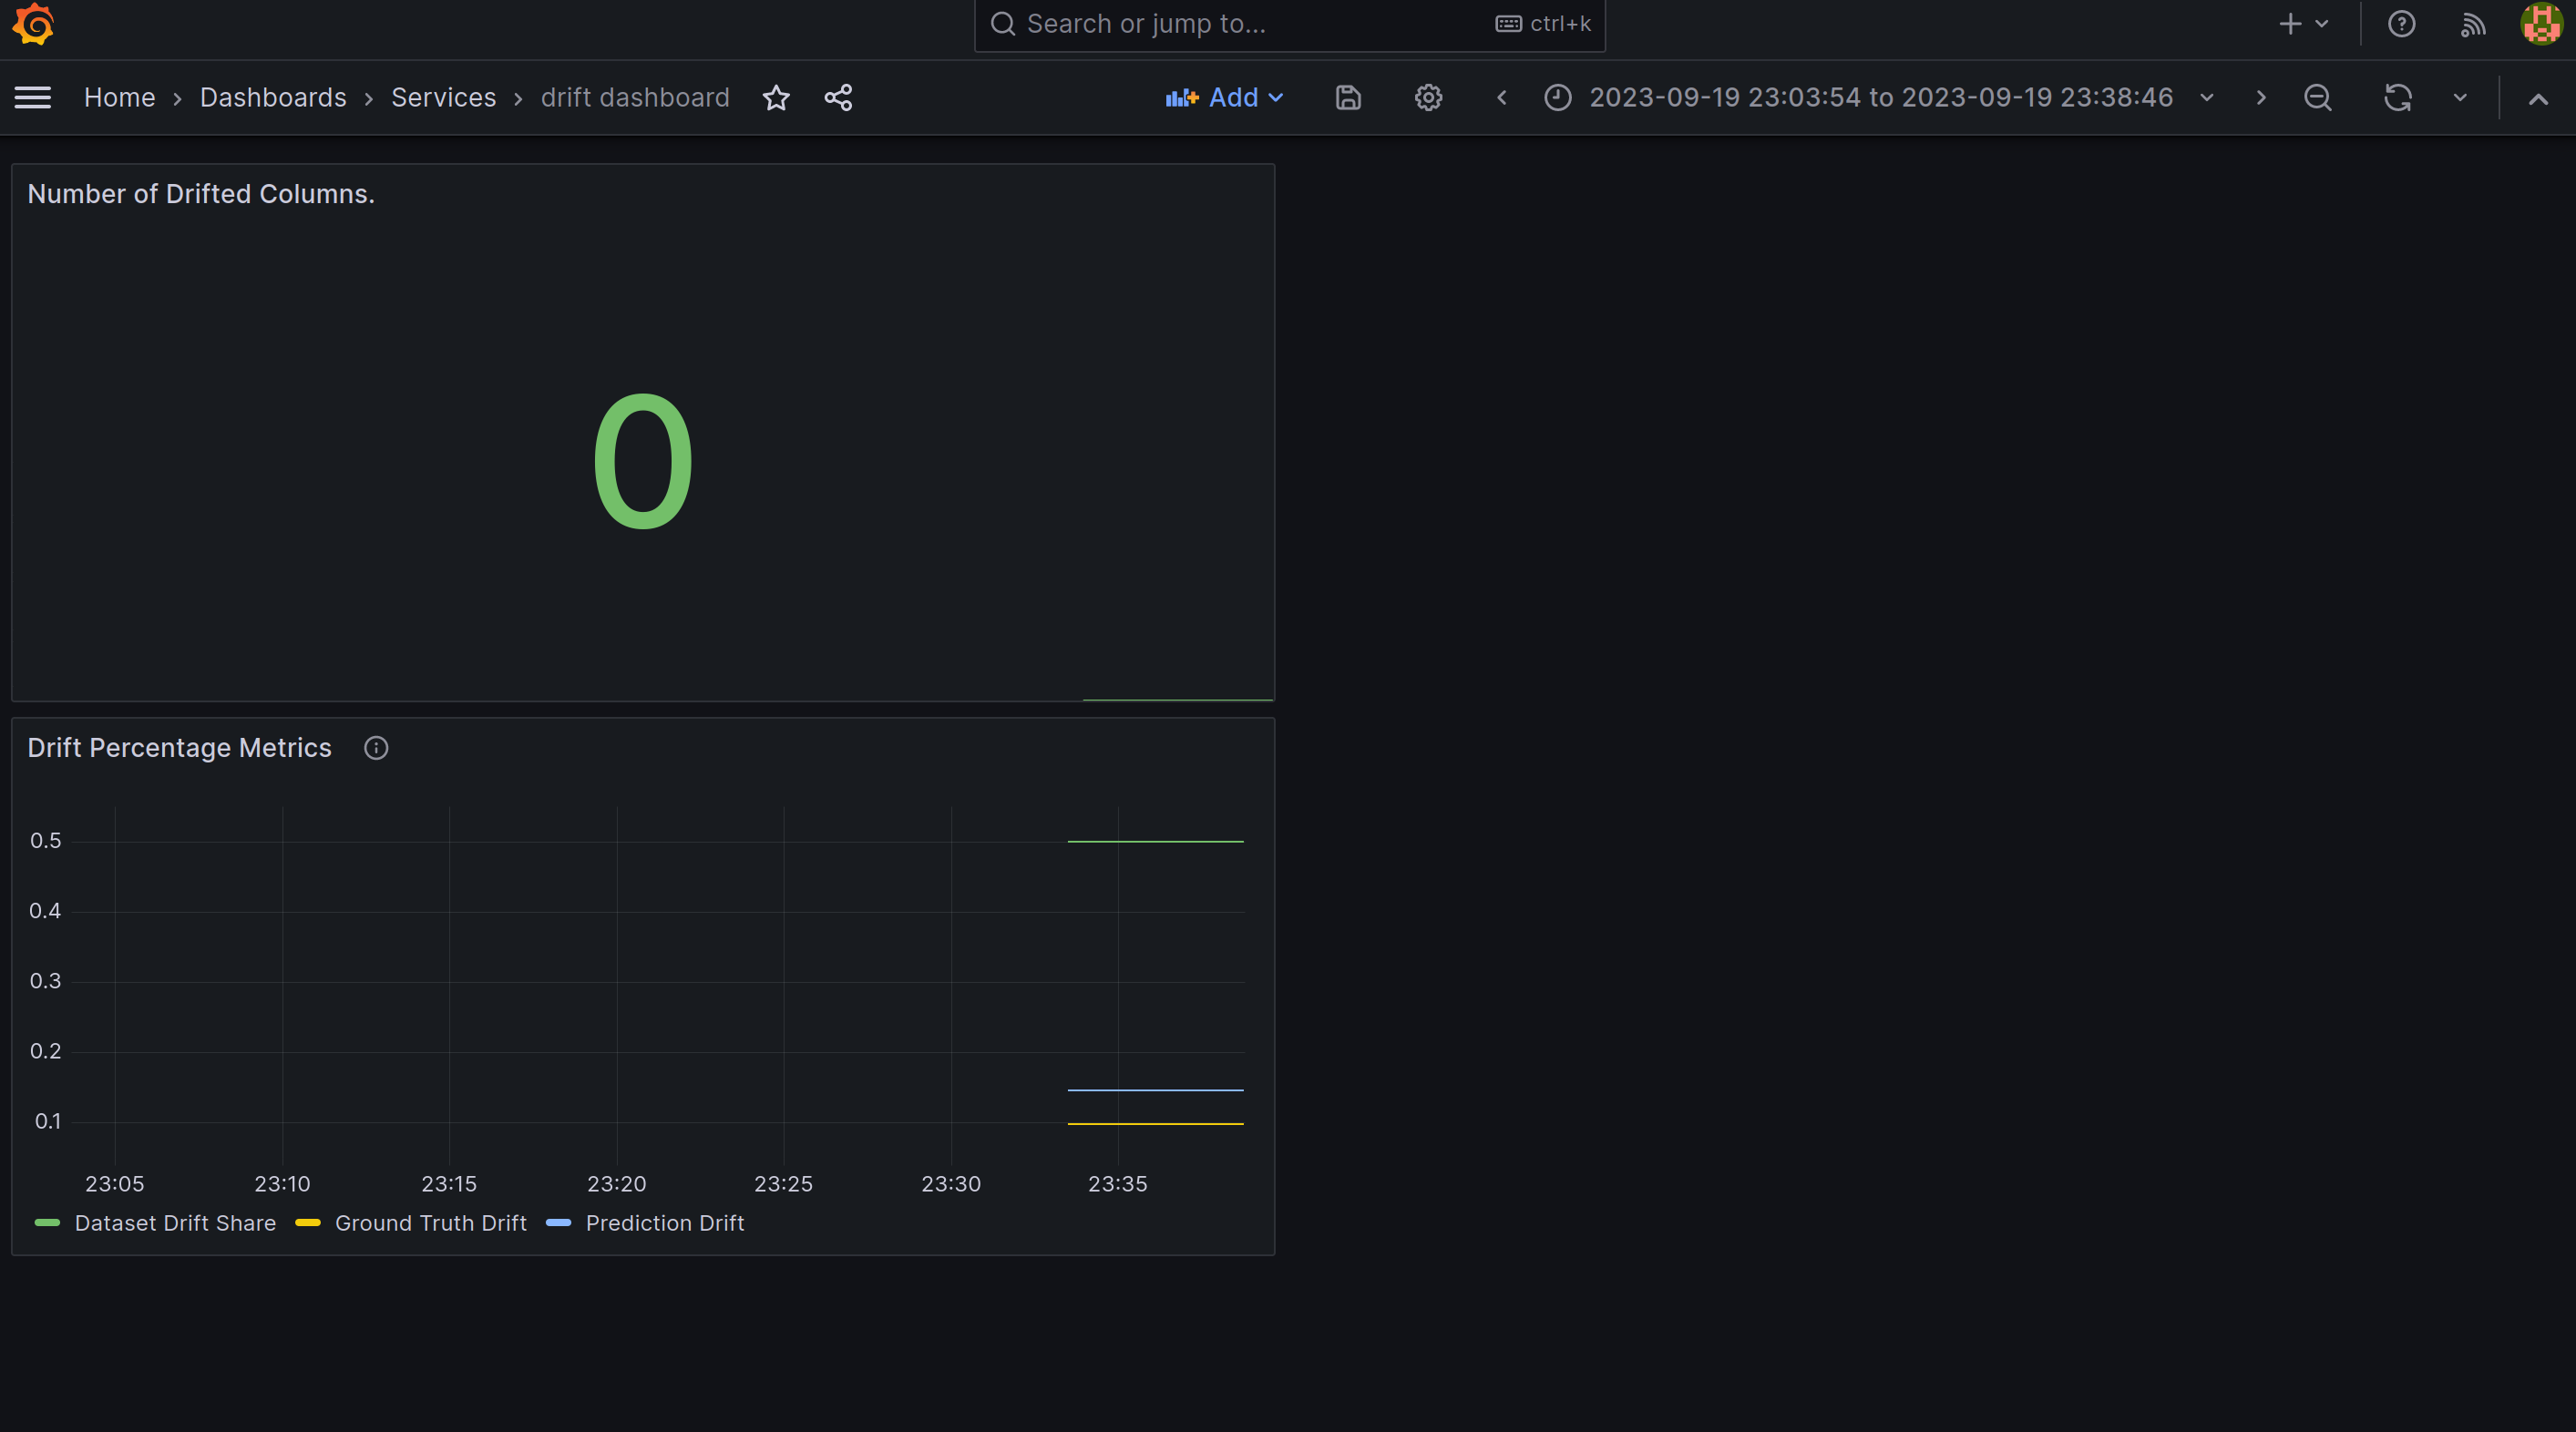 Search or jump to... ctrl+k
Home › Dashboards › Services › drift dashboard Add 2023-09-19 23:03:54 to 2023-09-19 23:38:46
Number of Drifted Columns.
0
Drift Percentage Metrics
0.5
0.4
0.3
0.2
0.1
23:05 23:10 23:15 23:20 23:25 23:30 23:35
Dataset Drift Share Ground Truth Drift Prediction Drift